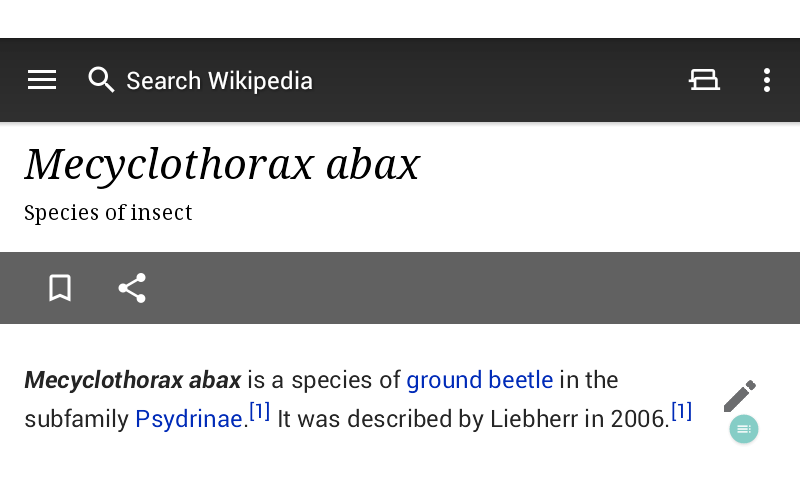 Search Wikipedia
Mecyclothorax abax
Species of insect
Mecyclothorax abax is a species of ground beetle in the
subfamily Psydrinae.[1] It was described by Liebherr in 2006.[1]